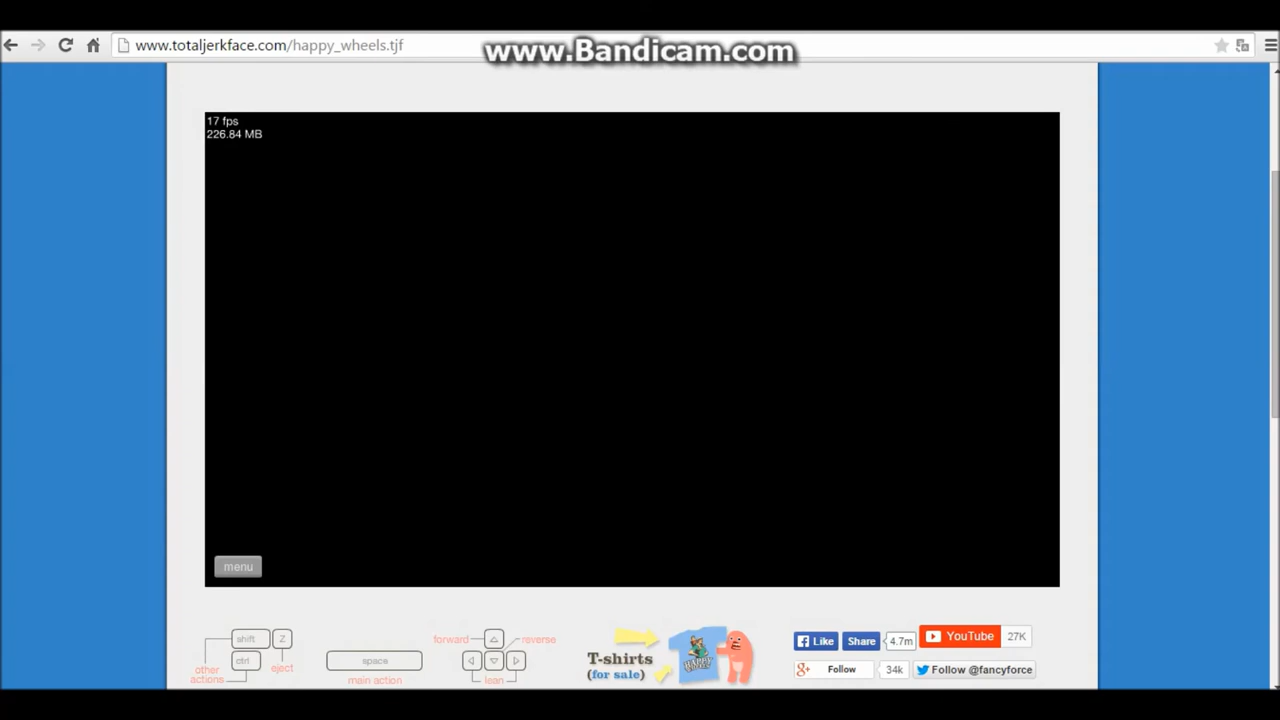 www.totaljerkface.com/happy_wheels.tjf
www.Bandicam.com
17 fps
226.84 MB
menu
shift
Z
ctrl
other
actions
eject
space
main action
forward
reverse
lean
T-shirts
(for sale)
Like
Share
4.7m
YouTube
27K
Follow
34k
Follow @fancyforce